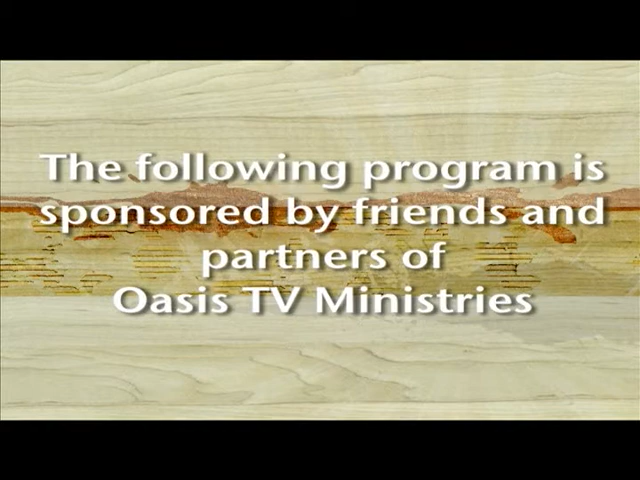 The following program is
sponsored by friends and
partners of
Oasis TV Ministries